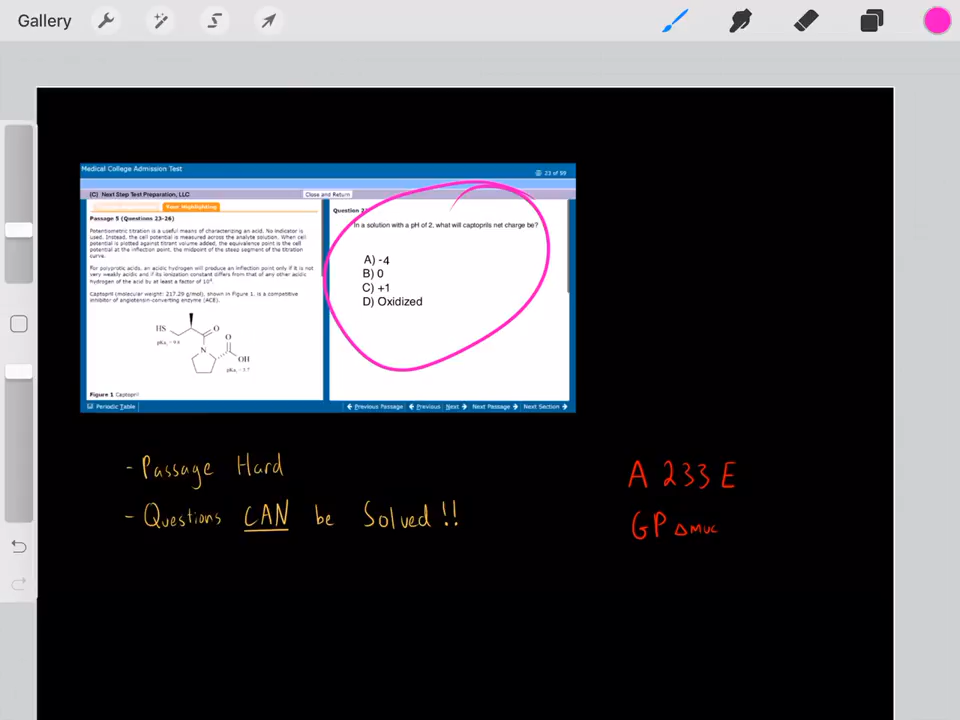 Gallery
Medical College Admission Test
23 of 59
(C) Next Step Test Preparation, LLC
Close and Return
Your Highlighting
Passage 5 (Questions 23-26)
Potentiometric titration is a useful means of characterizing an acid. No indicator is
used. Instead, the cell potential is measured across the analyte solution. When cell
potential is plotted against titrant volume added, the equivalence point is the cell
potential at the inflection point, the midpoint of the steep segment of the titration
curve.
For polyprotic acids, an acidic hydrogen will produce an inflection point only if it is not
very weakly acidic and if its ionization constant differs from that of any other acidic
hydrogen of the acid by at least a factor of 10⁴.
Captopril (molecular weight: 217.29 g/mol), shown in Figure 1, is a competitive
inhibitor of angiotensin-converting enzyme (ACE).
HS
O
O
N
OH
Figure 1 Captopril
Question
In a solution with a pH of 2, what will captoprils net charge be?
A) -4
B) 0
C) +1
D) Oxidized
Periodic Table
Previous Passage
Previous
Next
Next Passage
Next Section
- Passage Hard
- Questions CAN be Solved!!
A 233 E
GP ΔMUC